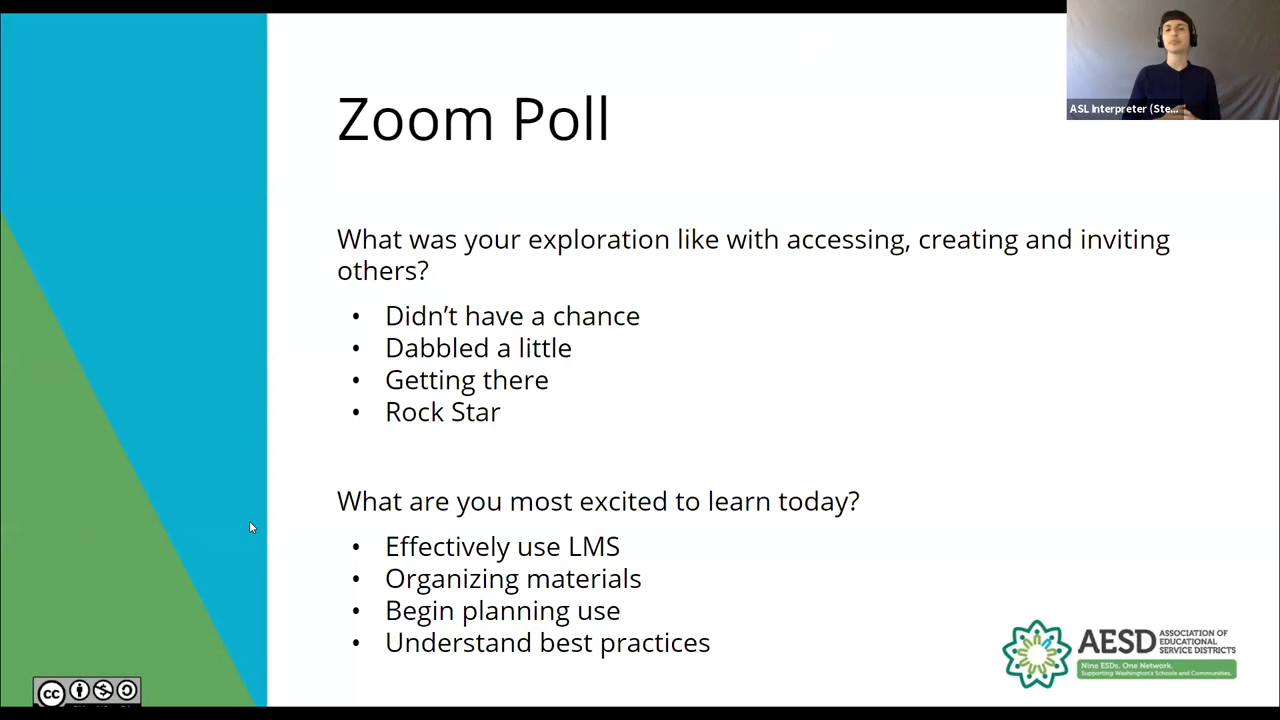 ASL Interpreter (Ste...
Zoom Poll
What was your exploration like with accessing, creating and inviting
others?
• Didn't have a chance
• Dabbled a little
• Getting there
• Rock Star
What are you most excited to learn today?
• Effectively use LMS
• Organizing materials
• Begin planning use
• Understand best practices
AESD
ASSOCIATION OF
EDUCATIONAL
SERVICE DISTRICTS
Nine ESDs. One Network.
Supporting Washington's Schools and Communities.
cc